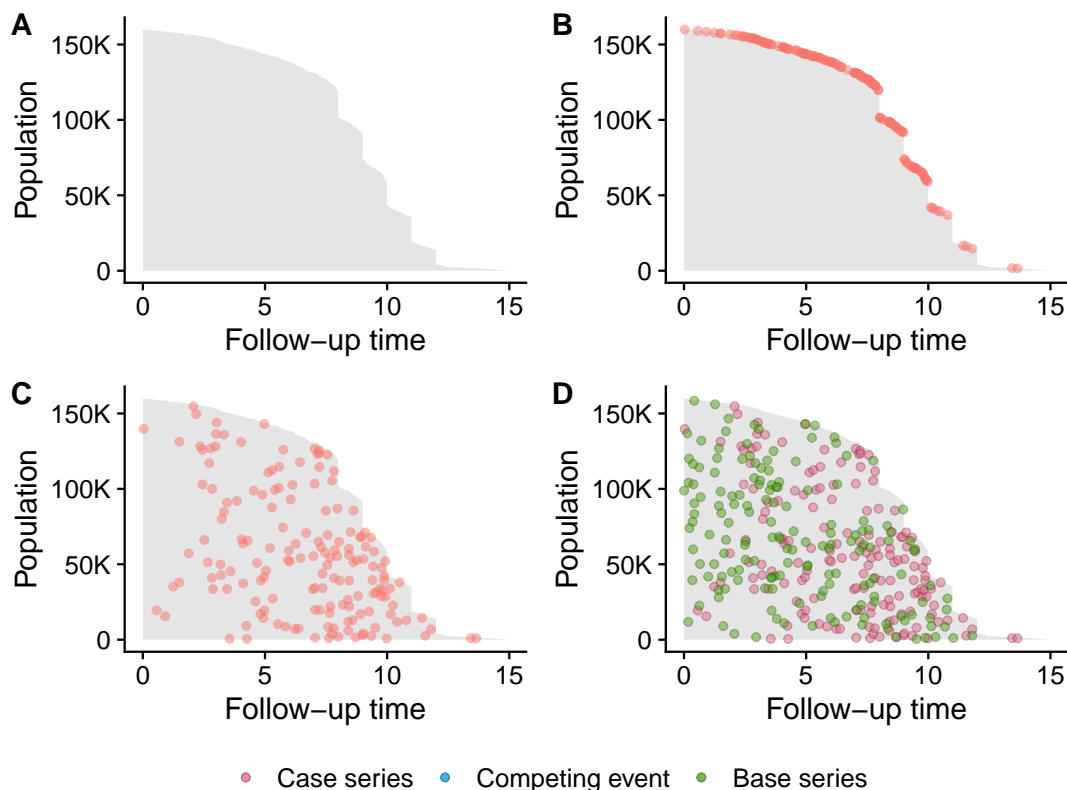 A
B
150K
100K
50K
0
Population
0 5 10 15
Follow−up time
150K
100K
50K
0
Population
0 5 10 15
Follow−up time
C
D
150K
100K
50K
0
Population
0 5 10 15
Follow−up time
150K
100K
50K
0
Population
0 5 10 15
Follow−up time
Case series Competing event Base series